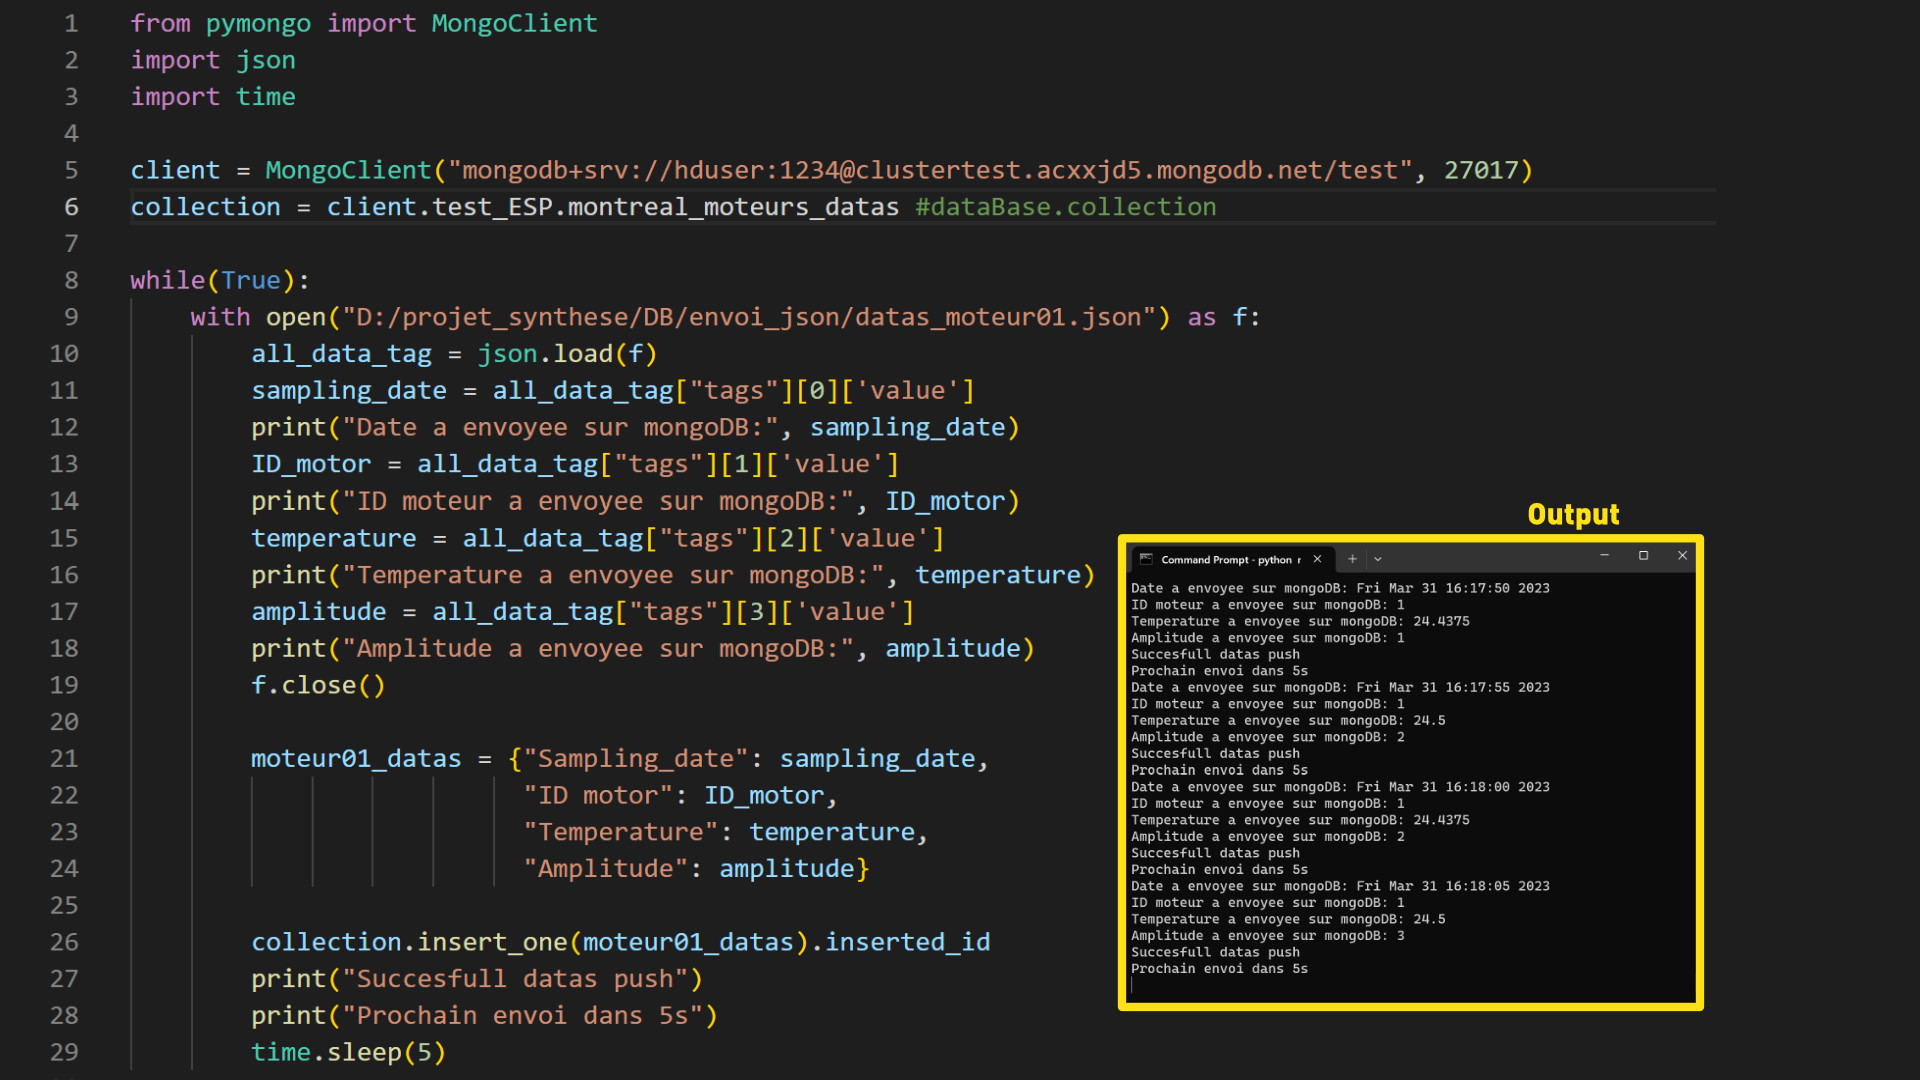 1 from pymongo import MongoClient
2 import json
3 import time
4
5 client = MongoClient("mongodb+srv://hduser:1234@clustertest.acxxjd5.mongodb.net/test", 27017)
6 collection = client.test_ESP.montreal_moteurs_datas #dataBase.collection
7
8 while(True):
9     with open("D:/projet_synthese/DB/envoi_json/datas_moteur01.json") as f:
10         all_data_tag = json.load(f)
11         sampling_date = all_data_tag["tags"][0]['value']
12         print("Date a envoyee sur mongoDB:", sampling_date)
13         ID_motor = all_data_tag["tags"][1]['value']
14         print("ID moteur a envoyee sur mongoDB:", ID_motor)
15         temperature = all_data_tag["tags"][2]['value']
16         print("Temperature a envoyee sur mongoDB:", temperature)
17         amplitude = all_data_tag["tags"][3]['value']
18         print("Amplitude a envoyee sur mongoDB:", amplitude)
19         f.close()
20
21         moteur01_datas = {"Sampling_date": sampling_date,
22                           "ID motor": ID_motor,
23                           "Temperature": temperature,
24                           "Amplitude": amplitude}
25
26         collection.insert_one(moteur01_datas).inserted_id
27         print("Succesfull datas push")
28         print("Prochain envoi dans 5s")
29         time.sleep(5)
Output
Command Prompt - python r
Date a envoyee sur mongoDB: Fri Mar 31 16:17:50 2023
ID moteur a envoyee sur mongoDB: 1
Temperature a envoyee sur mongoDB: 24.4375
Amplitude a envoyee sur mongoDB: 1
Succesfull datas push
Prochain envoi dans 5s
Date a envoyee sur mongoDB: Fri Mar 31 16:17:55 2023
ID moteur a envoyee sur mongoDB: 1
Temperature a envoyee sur mongoDB: 24.5
Amplitude a envoyee sur mongoDB: 2
Succesfull datas push
Prochain envoi dans 5s
Date a envoyee sur mongoDB: Fri Mar 31 16:18:00 2023
ID moteur a envoyee sur mongoDB: 1
Temperature a envoyee sur mongoDB: 24.4375
Amplitude a envoyee sur mongoDB: 2
Succesfull datas push
Prochain envoi dans 5s
Date a envoyee sur mongoDB: Fri Mar 31 16:18:05 2023
ID moteur a envoyee sur mongoDB: 1
Temperature a envoyee sur mongoDB: 24.5
Amplitude a envoyee sur mongoDB: 3
Succesfull datas push
Prochain envoi dans 5s